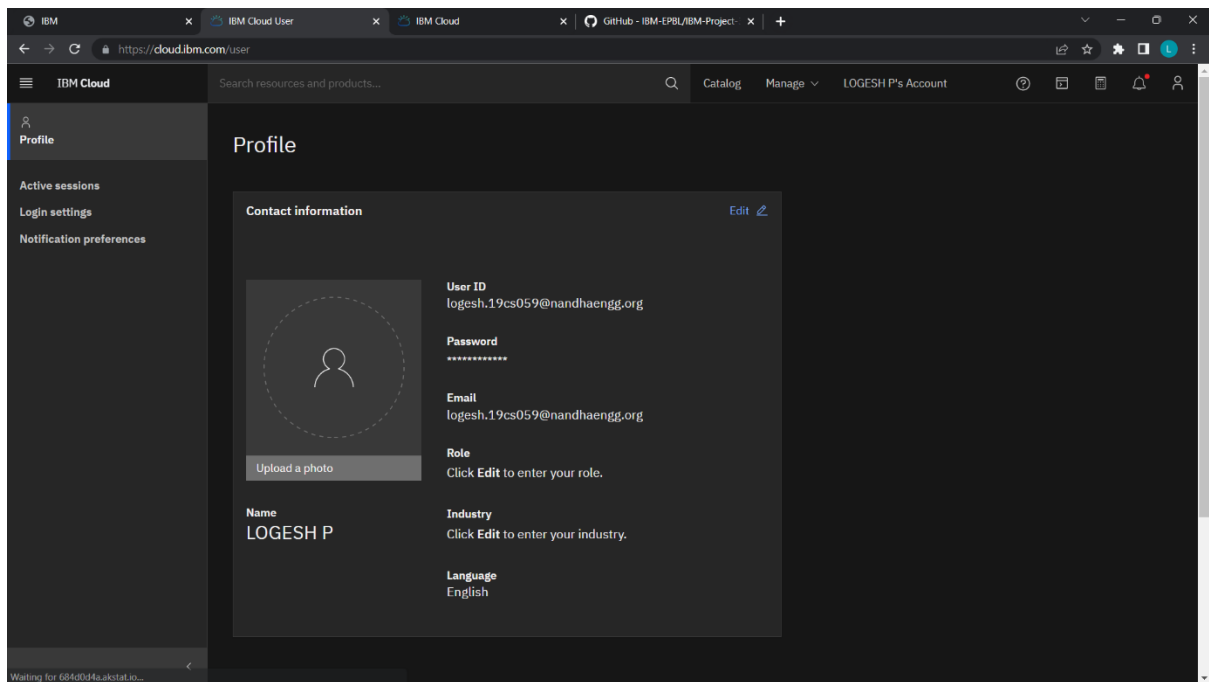 IBM
IBM Cloud User
IBM Cloud
GitHub - IBM-EPBL/IBM-Project-
https://cloud.ibm.com/user
L
IBM Cloud
Search resources and products...
Catalog
Manage
LOGESH P's Account
Profile
Active sessions
Login settings
Notification preferences
Profile
Contact information
Edit
Upload a photo
Name
LOGESH P
User ID
logesh.19cs059@nandhaengg.org
Password
************
Email
logesh.19cs059@nandhaengg.org
Role
Click Edit to enter your role.
Industry
Click Edit to enter your industry.
Language
English
Waiting for 684d0d4a.akstat.io...